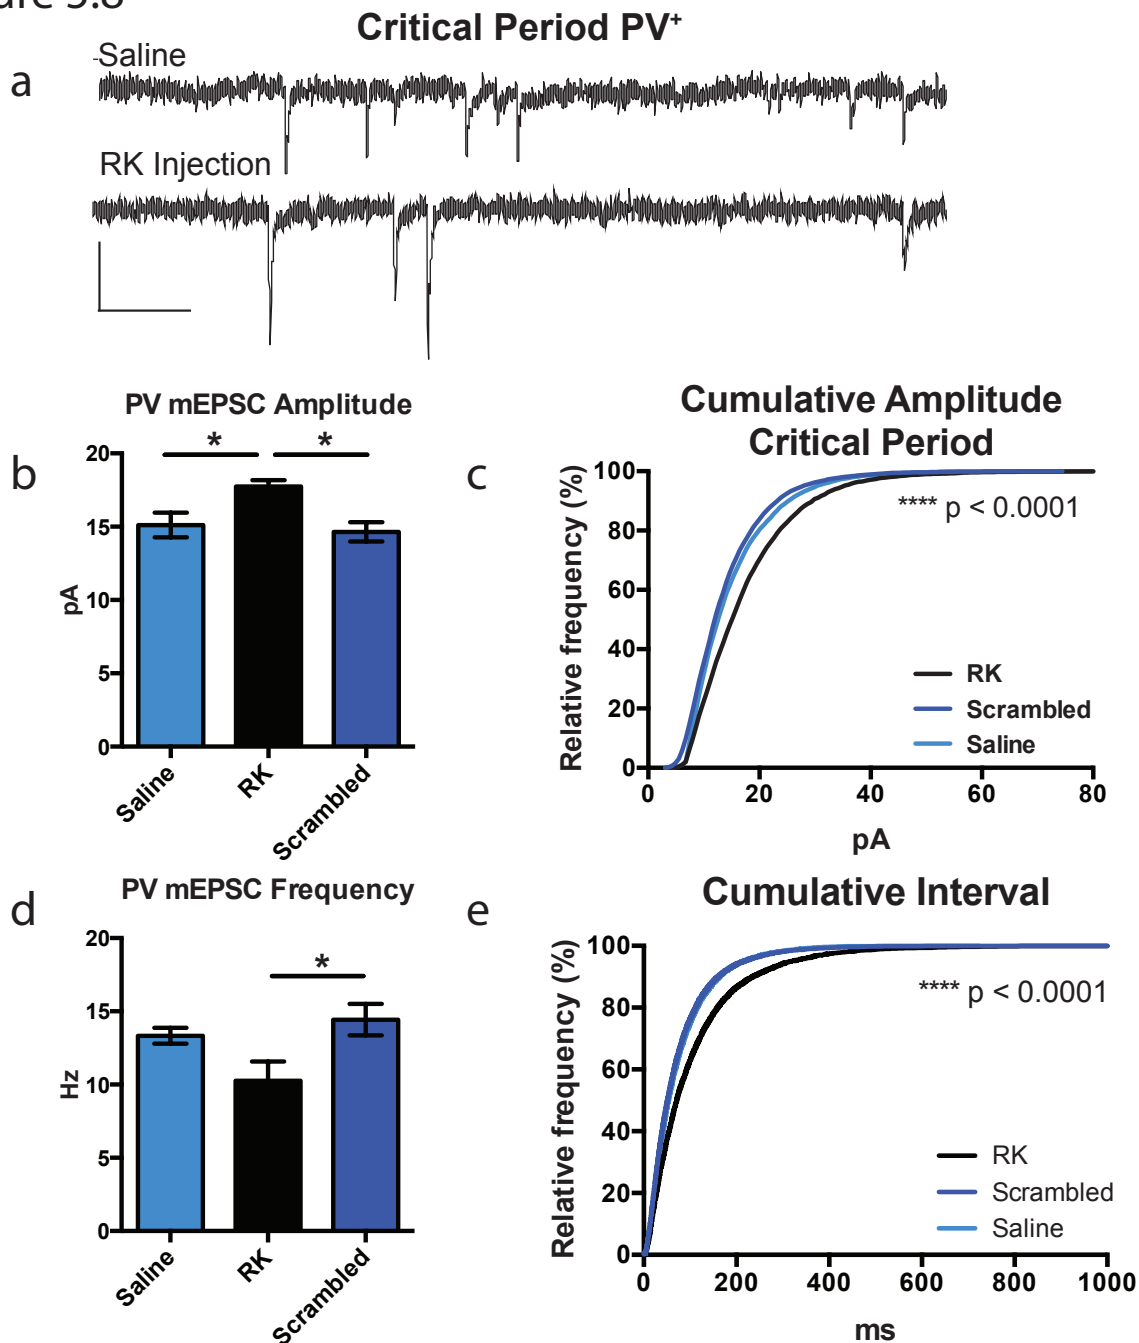 Critical Period PV+
a
-Saline
RK Injection
b
PV mEPSC Amplitude
* *
20
15
10
5
0
pA
Saline
RK
Scrambled
c
Cumulative Amplitude
Critical Period
Relative frequency (%)
100
80
60
40
20
0
**** p < 0.0001
RK
Scrambled
Saline
0 20 40 60 80
pA
d
PV mEPSC Frequency
*
20
15
10
5
0
Hz
Saline
RK
Scrambled
e
Cumulative Interval
Relative frequency (%)
100
80
60
40
20
0
**** p < 0.0001
RK
Scrambled
Saline
0 200 400 600 800 1000
ms